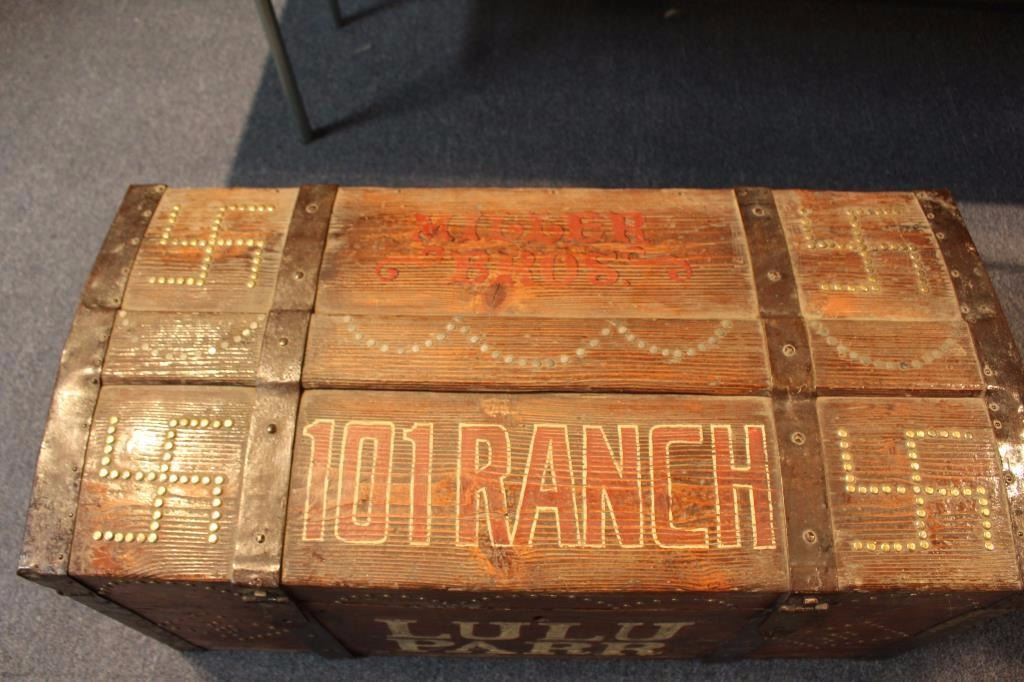 MILLER
BROS.
101 RANCH
LULU
PARR